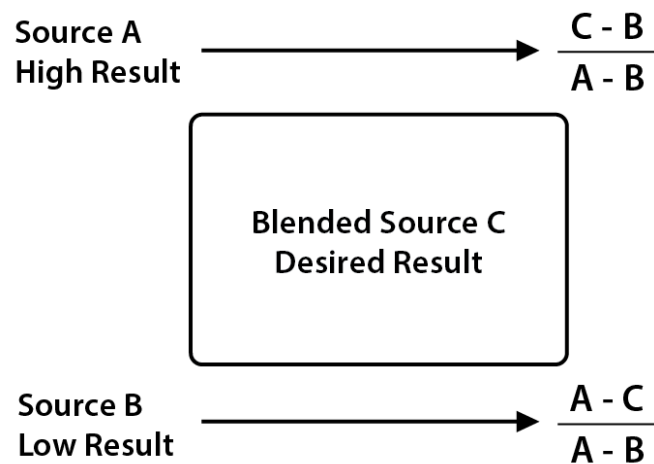 Source A
High Result
C - B
A - B
Blended Source C
Desired Result
Source B
Low Result
A - C
A - B